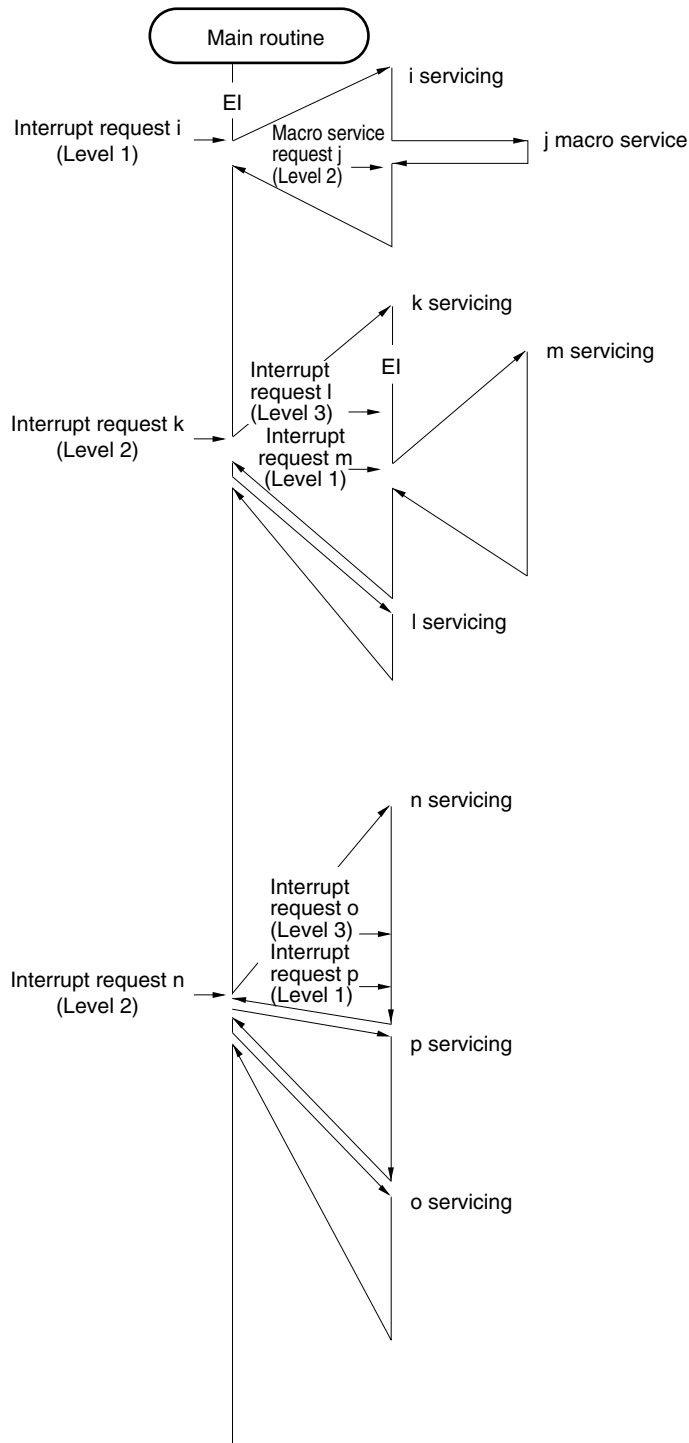 Main routine
EI
i servicing
Interrupt request i
(Level 1)
Macro service
request j
(Level 2)
j macro service
k servicing
EI
m servicing
Interrupt
request l
(Level 3)
Interrupt request k
(Level 2)
Interrupt
request m
(Level 1)
l servicing
n servicing
Interrupt
request o
(Level 3)
Interrupt
request p
(Level 1)
Interrupt request n
(Level 2)
p servicing
o servicing